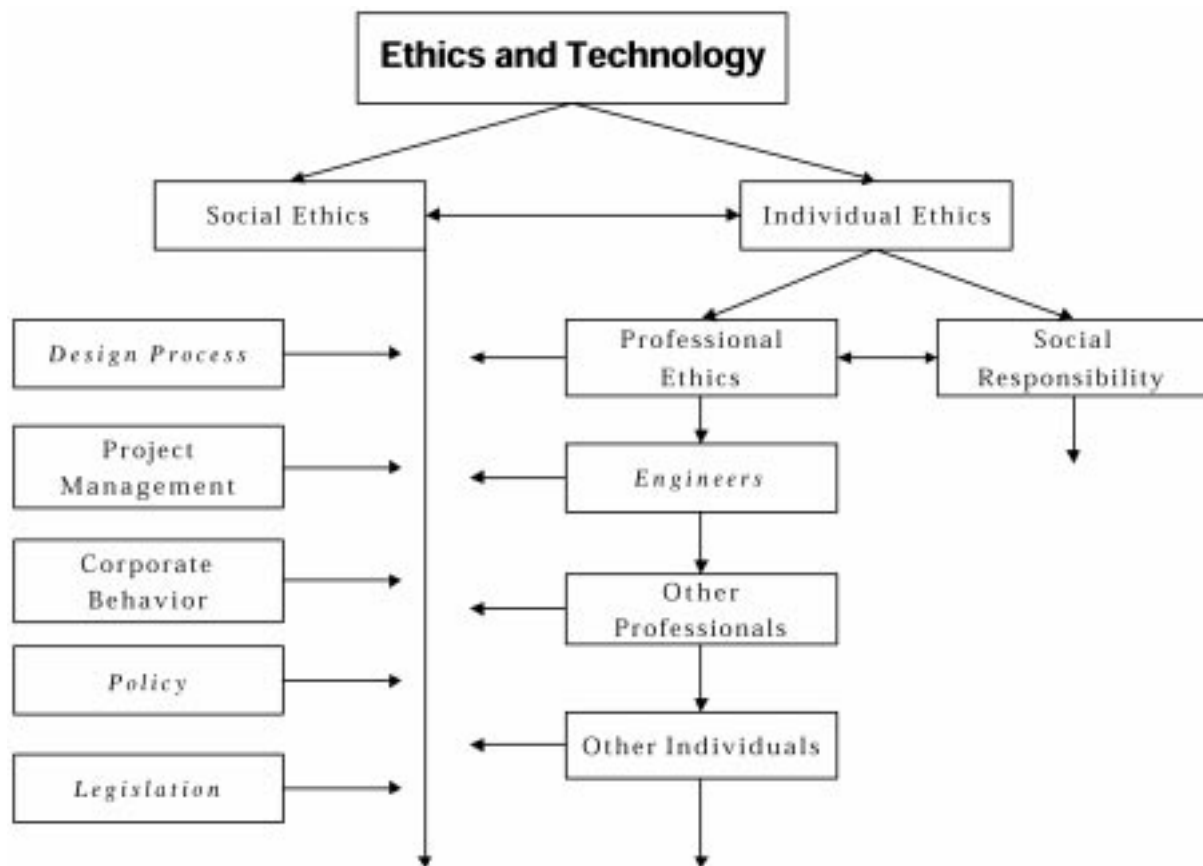 Ethics and Technology
Social Ethics
Individual Ethics
Design Process
Professional
Ethics
Social
Responsibility
Project
Management
Engineers
Corporate
Behavior
Other
Professionals
Policy
Other Individuals
Legislation